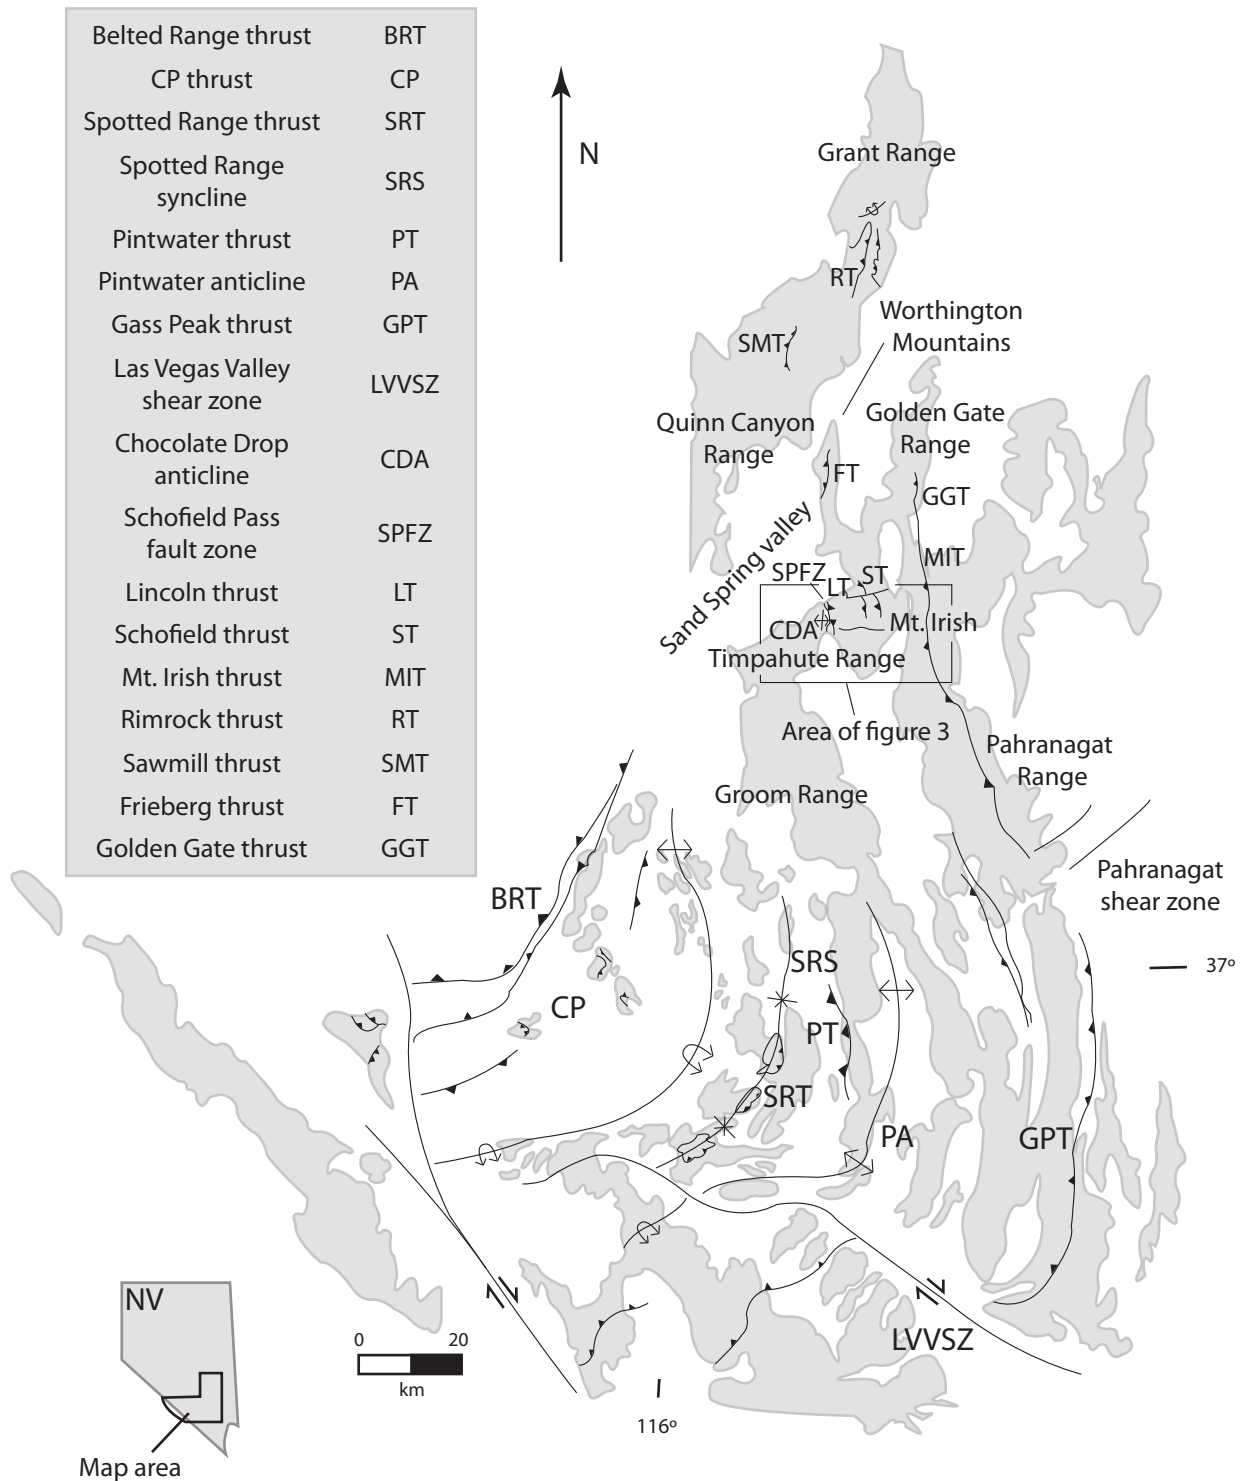 Belted Range thrust BRT
CP thrust CP
Spotted Range thrust SRT
Spotted Range
syncline SRS
Pintwater thrust PT
Pintwater anticline PA
Gass Peak thrust GPT
Las Vegas Valley
shear zone LVVSZ
Chocolate Drop
anticline CDA
Schofield Pass
fault zone SPFZ
Lincoln thrust LT
Schofield thrust ST
Mt. Irish thrust MIT
Rimrock thrust RT
Sawmill thrust SMT
Frieberg thrust FT
Golden Gate thrust GGT
N
Grant Range
RT
Worthington
Mountains
SMT
Quinn Canyon
Range
Golden Gate
Range
FT
GGT
Sand Spring valley
MIT
SPFZ
LT
ST
CDA
Mt. Irish
Timpahute Range
Area of figure 3
Pahranagat
Range
Groom Range
Pahranagat
shear zone
BRT
SRS
37º
CP
PT
SRT
PA
GPT
LVVSZ
NV
Map area
0 20
km
116º